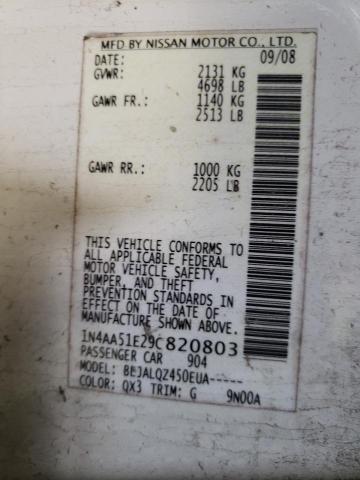 MFD BY NISSAN MOTOR CO., LTD.
DATE: 09/08
GVWR: 2131 KG
4698 LB
GAWR FR.: 1140 KG
2513 LB
GAWR RR.: 1000 KG
2205 LB
THIS VEHICLE CONFORMS TO
ALL APPLICABLE FEDERAL
MOTOR VEHICLE SAFETY,
BUMPER, AND THEFT
PREVENTION STANDARDS IN
EFFECT ON THE DATE OF
MANUFACTURE SHOWN ABOVE.
1N4AA51E29C820803
PASSENGER CAR 904
MODEL: BEJALQZ450EUA-----
COLOR: QX3 TRIM: G 9N00A